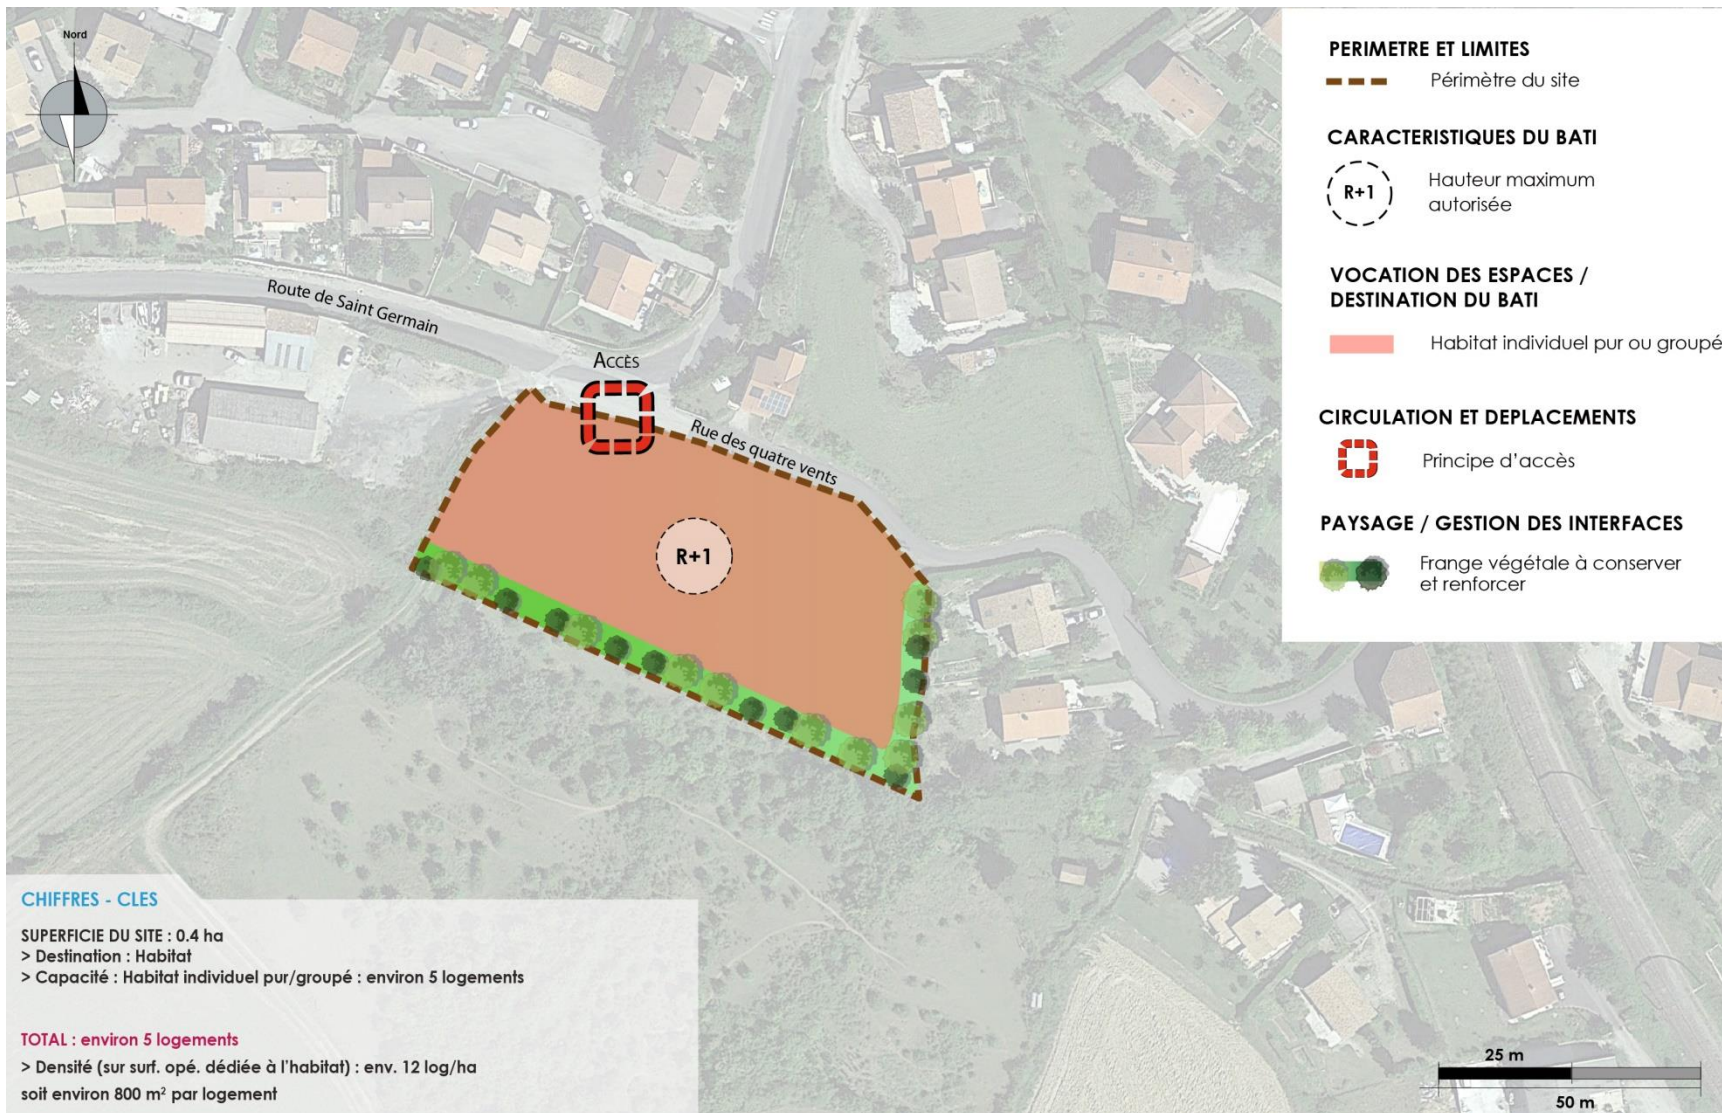 Nord
PERIMETRE ET LIMITES
Périmètre du site
CARACTERISTIQUES DU BATI
R+1
Hauteur maximum
autorisée
VOCATION DES ESPACES /
DESTINATION DU BATI
Habitat individuel pur ou groupé
CIRCULATION ET DEPLACEMENTS
Principe d'accès
PAYSAGE / GESTION DES INTERFACES
Frange végétale à conserver
et renforcer
Route de Saint Germain
ACCÈS
Rue des quatre vents
R+1
CHIFFRES - CLES
SUPERFICIE DU SITE : 0.4 ha
> Destination : Habitat
> Capacité : Habitat individuel pur/groupé : environ 5 logements
TOTAL : environ 5 logements
> Densité (sur surf. opé. dédiée à l'habitat) : env. 12 log/ha
soit environ 800 m² par logement
25 m
50 m